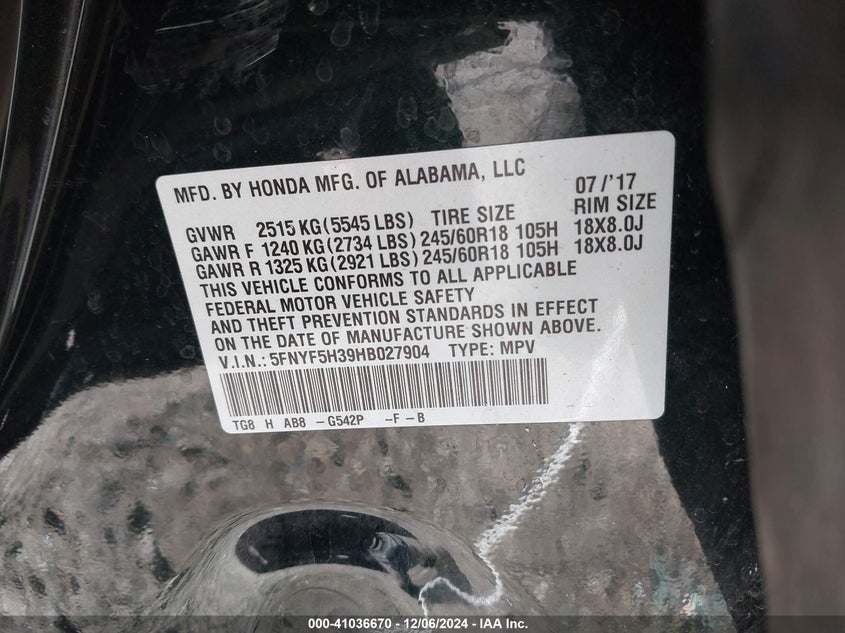 MFD. BY HONDA MFG. OF ALABAMA, LLC 07/'17
GVWR 2515 KG(5545 LBS) TIRE SIZE RIM SIZE
GAWR F 1240 KG(2734 LBS) 245/60R18 105H 18X8.0J
GAWR R 1325 KG(2921 LBS) 245/60R18 105H 18X8.0J
THIS VEHICLE CONFORMS TO ALL APPLICABLE
FEDERAL MOTOR VEHICLE SAFETY
AND THEFT PREVENTION STANDARDS IN EFFECT
ON THE DATE OF MANUFACTURE SHOWN ABOVE.
V.I.N.: 5FNYF5H39HB027904 TYPE: MPV
TG8 H AB8 -G542P -F-B
000-41036670 - 12/06/2024 - IAA Inc.